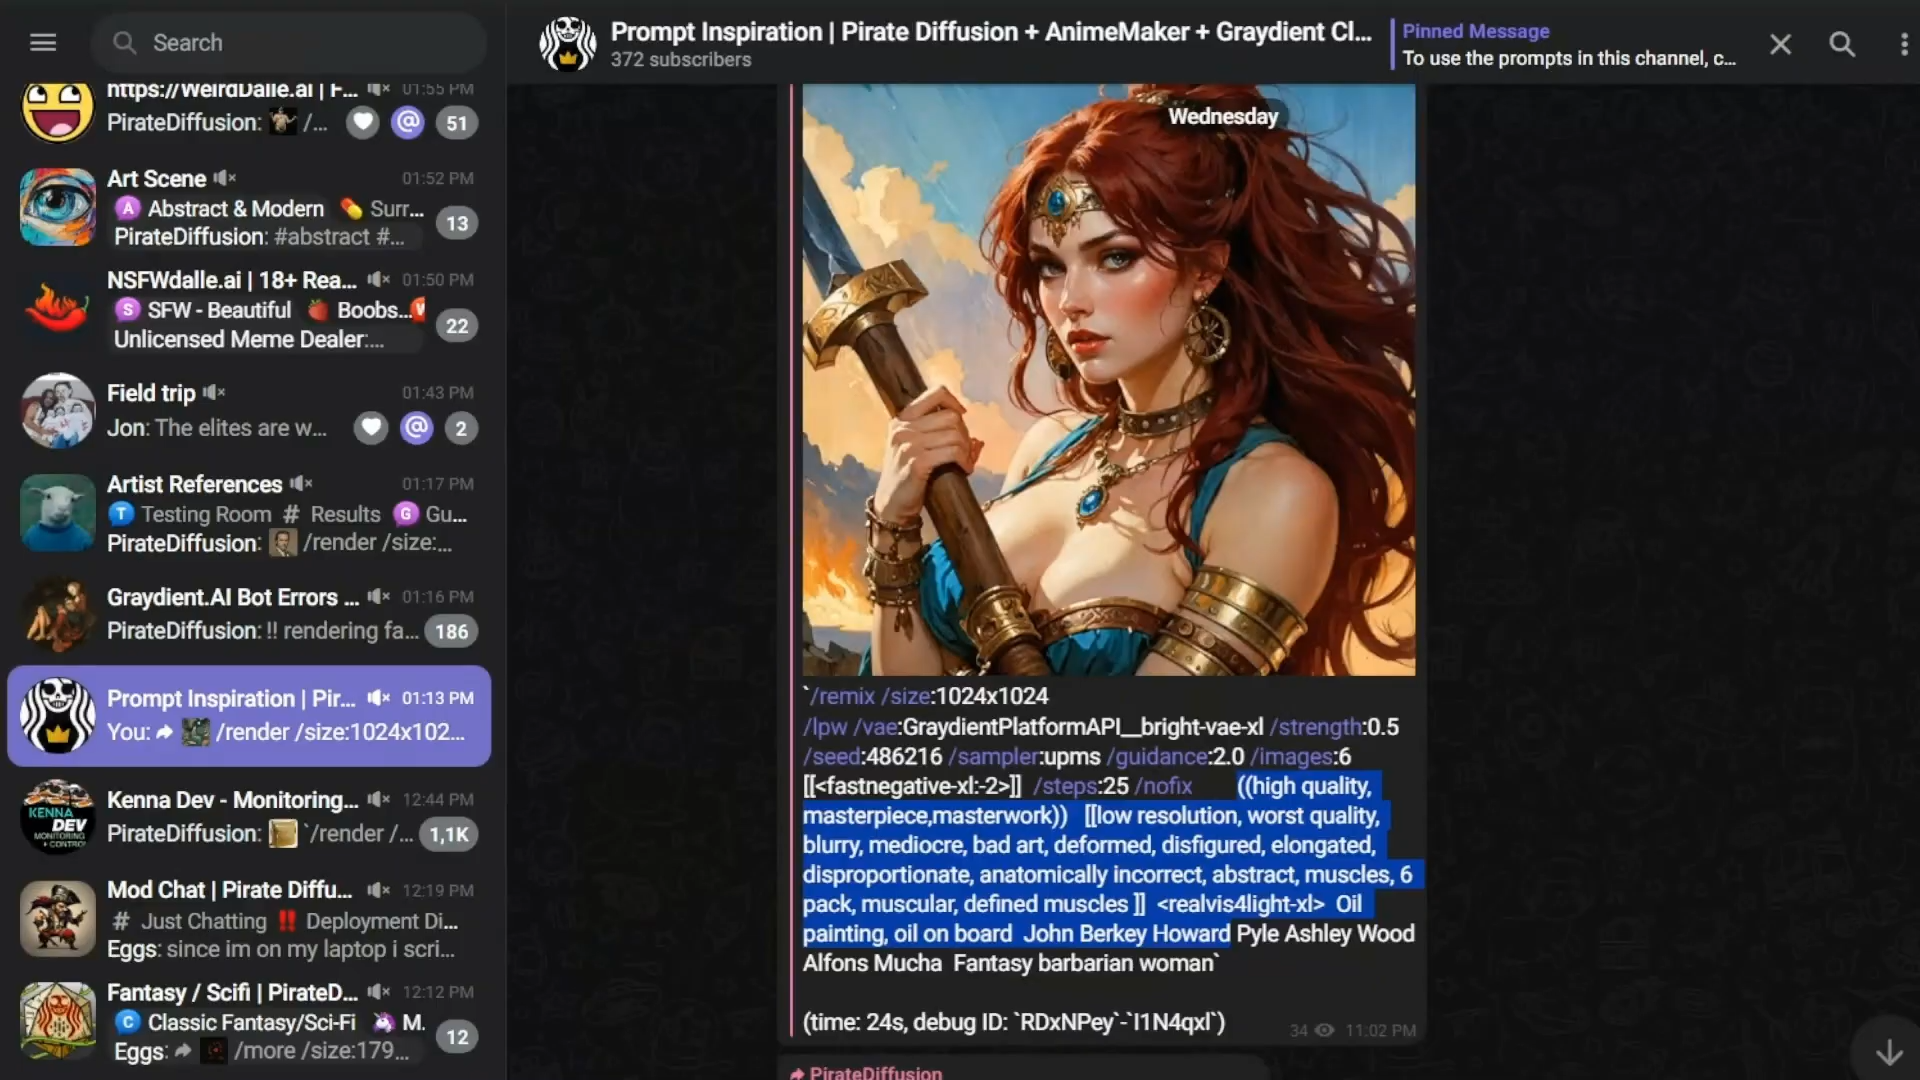 Search
https://WeirdDalle.ai | F... 01:55 PM
PirateDiffusion: /... @ 51
Art Scene 01:52 PM
A Abstract & Modern Surr... 13
PirateDiffusion: #abstract #...
NSFWdalle.ai | 18+ Rea... 01:50 PM
S SFW - Beautiful Boobs... 22
Unlicensed Meme Dealer:...
Field trip 01:43 PM
Jon: The elites are w... @ 2
Artist References 01:17 PM
T Testing Room # Results G Gu...
PirateDiffusion: /render /size:...
Graydient.AI Bot Errors ... 01:16 PM
PirateDiffusion: !! rendering fa... 186
Prompt Inspiration | Pir... 01:13 PM
You: /render /size:1024x102...
KENNA DEV MONITORING + CONTROL
Kenna Dev - Monitoring... 12:44 PM
PirateDiffusion: `/render /... 1,1K
Mod Chat | Pirate Diffu... 12:19 PM
# Just Chatting ‼ Deployment Di...
Eggs: since im on my laptop i scri...
Fantasy / Scifi | PirateD... 12:12 PM
C Classic Fantasy/Sci-Fi M. 12
Eggs: /more /size:179...
Prompt Inspiration | Pirate Diffusion + AnimeMaker + Graydient Cl...
372 subscribers
Pinned Message
To use the prompts in this channel, c...
Wednesday
`/remix /size:1024x1024
/lpw /vae:GraydientPlatformAPI__bright-vae-xl /strength:0.5
/seed:486216 /sampler:upms /guidance:2.0 /images:6
[[<fastnegative-xl:-2>]] /steps:25 /nofix ((high quality,
masterpiece,masterwork)) [[low resolution, worst quality,
blurry, mediocre, bad art, deformed, disfigured, elongated,
disproportionate, anatomically incorrect, abstract, muscles, 6
pack, muscular, defined muscles ]] <realvis4light-xl> Oil
painting, oil on board John Berkey Howard Pyle Ashley Wood
Alfons Mucha Fantasy barbarian woman`
(time: 24s, debug ID: `RDxNPey`-`I1N4qxl`)
34 11:02 PM
PirateDiffusion